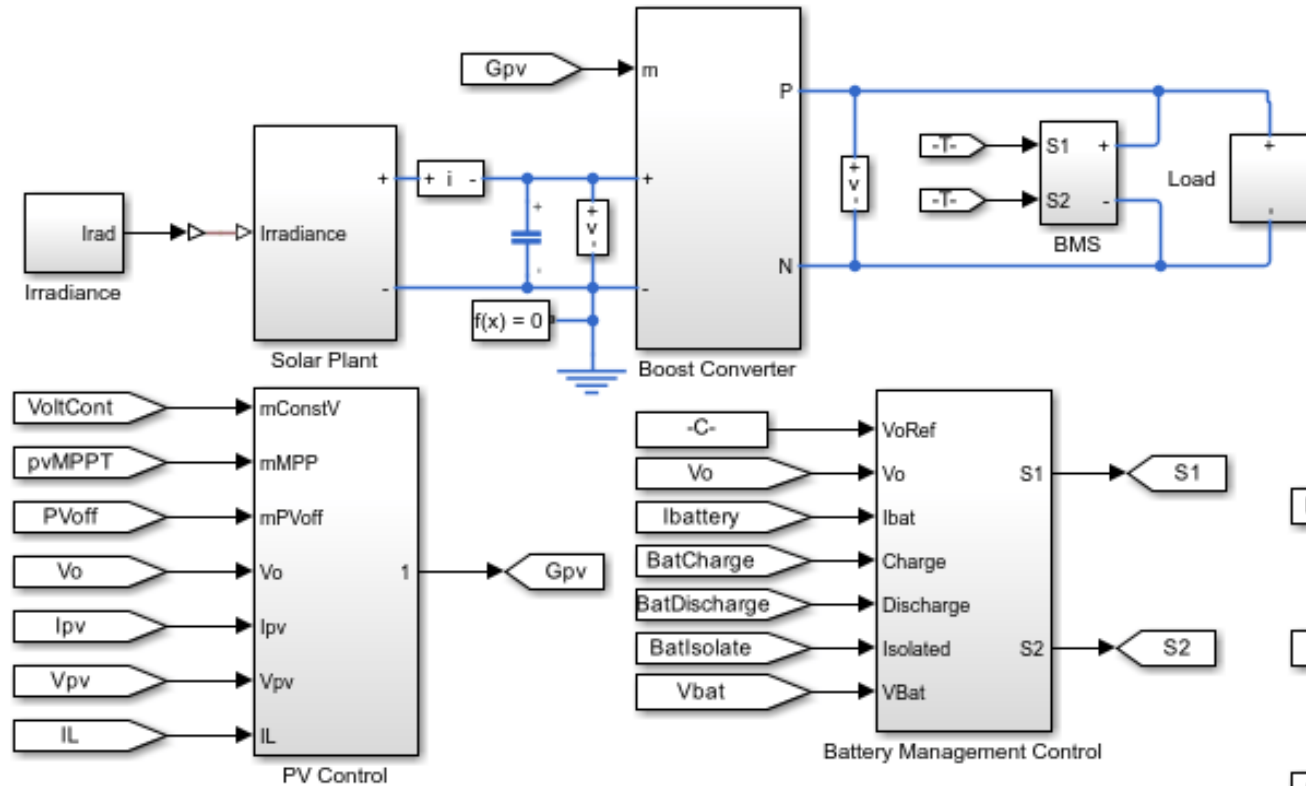 Gpv
m
P
+ i -
+
-
+
-
+
v
-
+
-
+
v
-
N
-T-
-T-
S1
S2
+
-
BMS
Load
+
-
Irad
Irradiance
Irradiance
+
-
Solar Plant
f(x) = 0
Boost Converter
VoltCont
pvMPPT
PVoff
Vo
Ipv
Vpv
IL
mConstV
mMPP
mPVoff
Vo
Ipv
Vpv
IL
1
Gpv
PV Control
-C-
Vo
Ibattery
BatCharge
BatDischarge
BatIsolate
Vbat
VoRef
Vo
Ibat
Charge
Discharge
Isolated
VBat
S1
S2
S1
S2
Battery Management Control